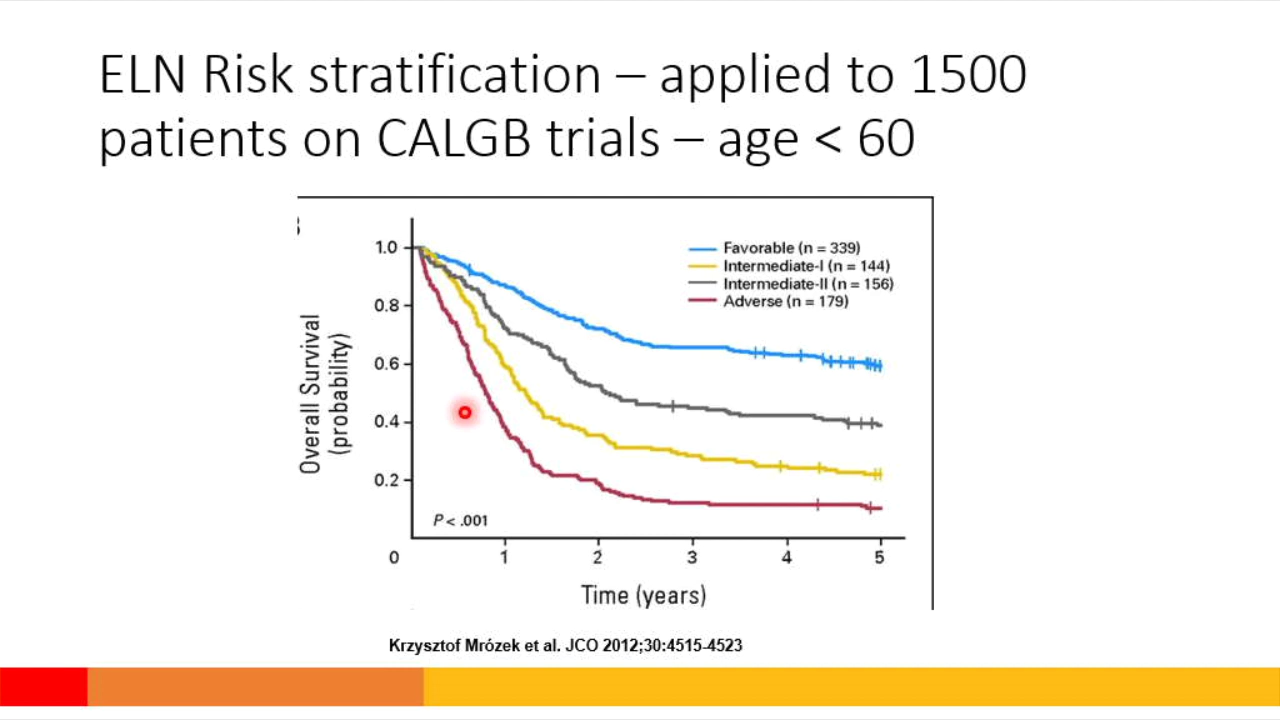 ELN Risk stratification – applied to 1500
patients on CALGB trials – age < 60
1.0
0.8
0.6
0.4
0.2
0
1
2
3
4
5
Overall Survival
(probability)
Time (years)
P < .001
Favorable (n = 339)
Intermediate-I (n = 144)
Intermediate-II (n = 156)
Adverse (n = 179)
Krzysztof Mrózek et al. JCO 2012;30:4515-4523